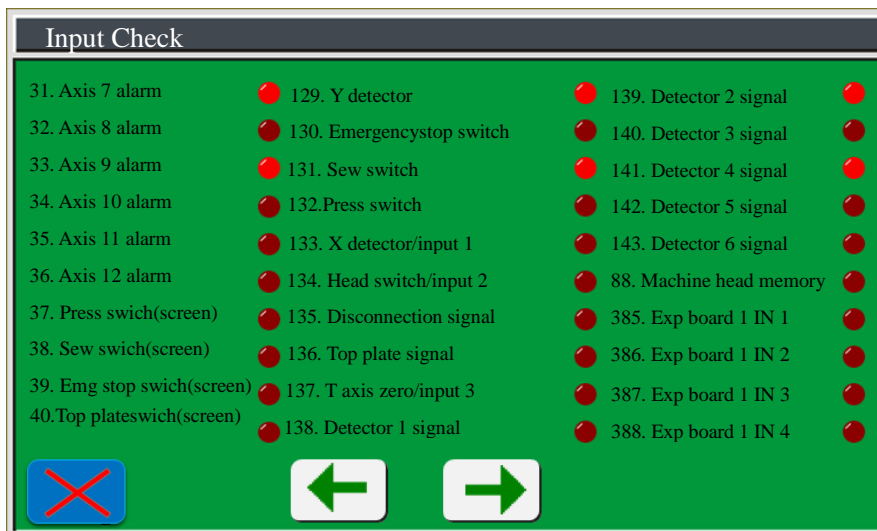 Input Check
31. Axis 7 alarm
32. Axis 8 alarm
33. Axis 9 alarm
34. Axis 10 alarm
35. Axis 11 alarm
36. Axis 12 alarm
37. Press swich(screen)
38. Sew swich(screen)
39. Emg stop swich(screen)
40.Top plateswich(screen)
129. Y detector
130. Emergencystop switch
131. Sew switch
132.Press switch
133. X detector/input 1
134. Head switch/input 2
135. Disconnection signal
136. Top plate signal
137. T axis zero/input 3
138. Detector 1 signal
139. Detector 2 signal
140. Detector 3 signal
141. Detector 4 signal
142. Detector 5 signal
143. Detector 6 signal
88. Machine head memory
385. Exp board 1 IN 1
386. Exp board 1 IN 2
387. Exp board 1 IN 3
388. Exp board 1 IN 4